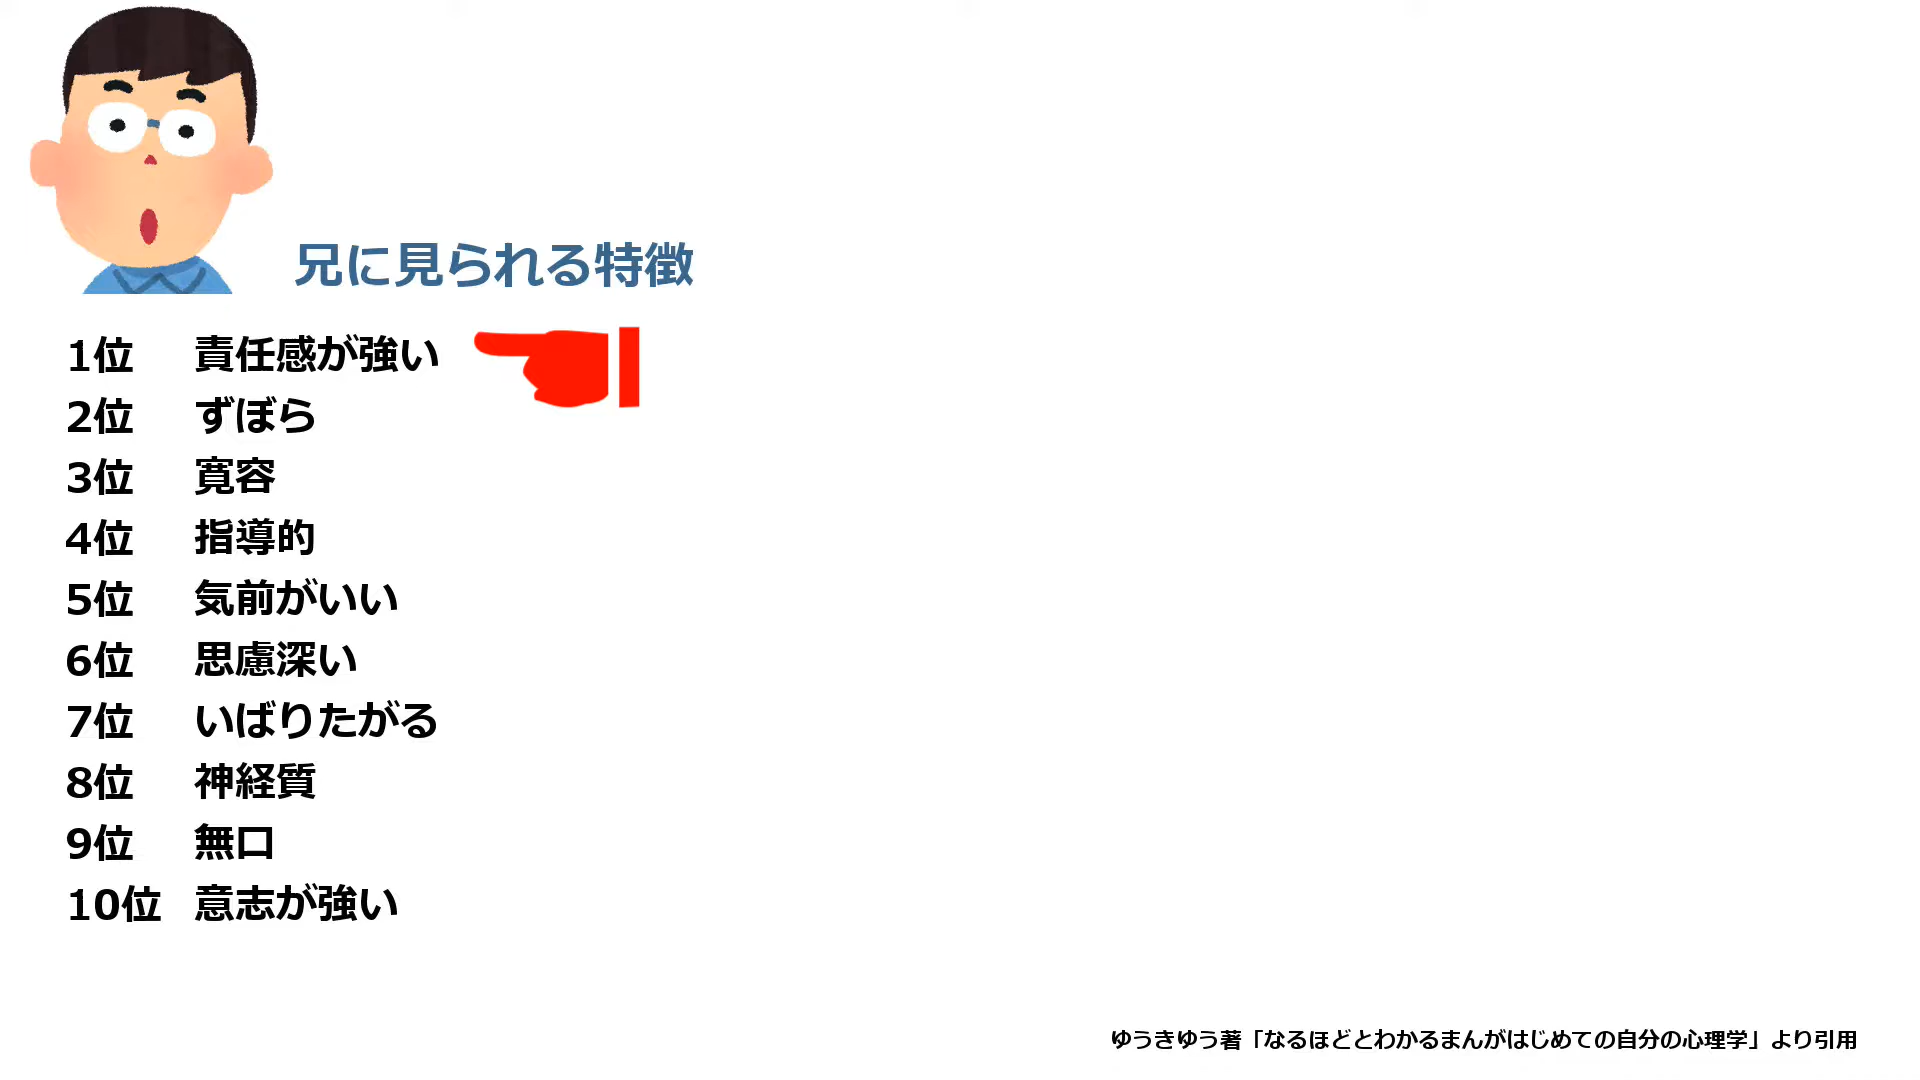 兄に見られる特徴
1位 責任感が強い
2位 ずぼら
3位 寛容
4位 指導的
5位 気前がいい
6位 思慮深い
7位 いばりたがる
8位 神経質
9位 無口
10位 意志が強い
ゆうきゆう著「なるほどとわかるまんがはじめての自分の心理学」より引用